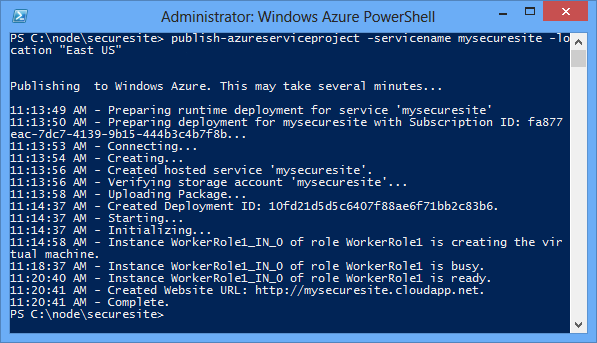 Administrator: Windows Azure PowerShell
PS C:\node\securesite> publish-azureserviceproject -servicename mysecuresite -lo
cation "East US"
Publishing  to Windows Azure. This may take several minutes...
11:13:49 AM - Preparing runtime deployment for service 'mysecuresite'
11:13:50 AM - Preparing deployment for mysecuresite with Subscription ID: fa877
eac-7dc7-4139-9b15-444b3c4b7f8b...
11:13:53 AM - Connecting...
11:13:54 AM - Creating...
11:13:56 AM - Created hosted service 'mysecuresite'.
11:13:56 AM - Verifying storage account 'mysecuresite'...
11:13:58 AM - Uploading Package...
11:14:37 AM - Created Deployment ID: 10fd21d5d5c6407f88ae6f71bb2c83b6.
11:14:37 AM - Starting...
11:14:37 AM - Initializing...
11:14:58 AM - Instance WorkerRole1_IN_0 of role WorkerRole1 is creating the vir
tual machine.
11:18:37 AM - Instance WorkerRole1_IN_0 of role WorkerRole1 is busy.
11:20:40 AM - Instance WorkerRole1_IN_0 of role WorkerRole1 is ready.
11:20:41 AM - Created Website URL: http://mysecuresite.cloudapp.net.
11:20:41 AM - Complete.
PS C:\node\securesite>